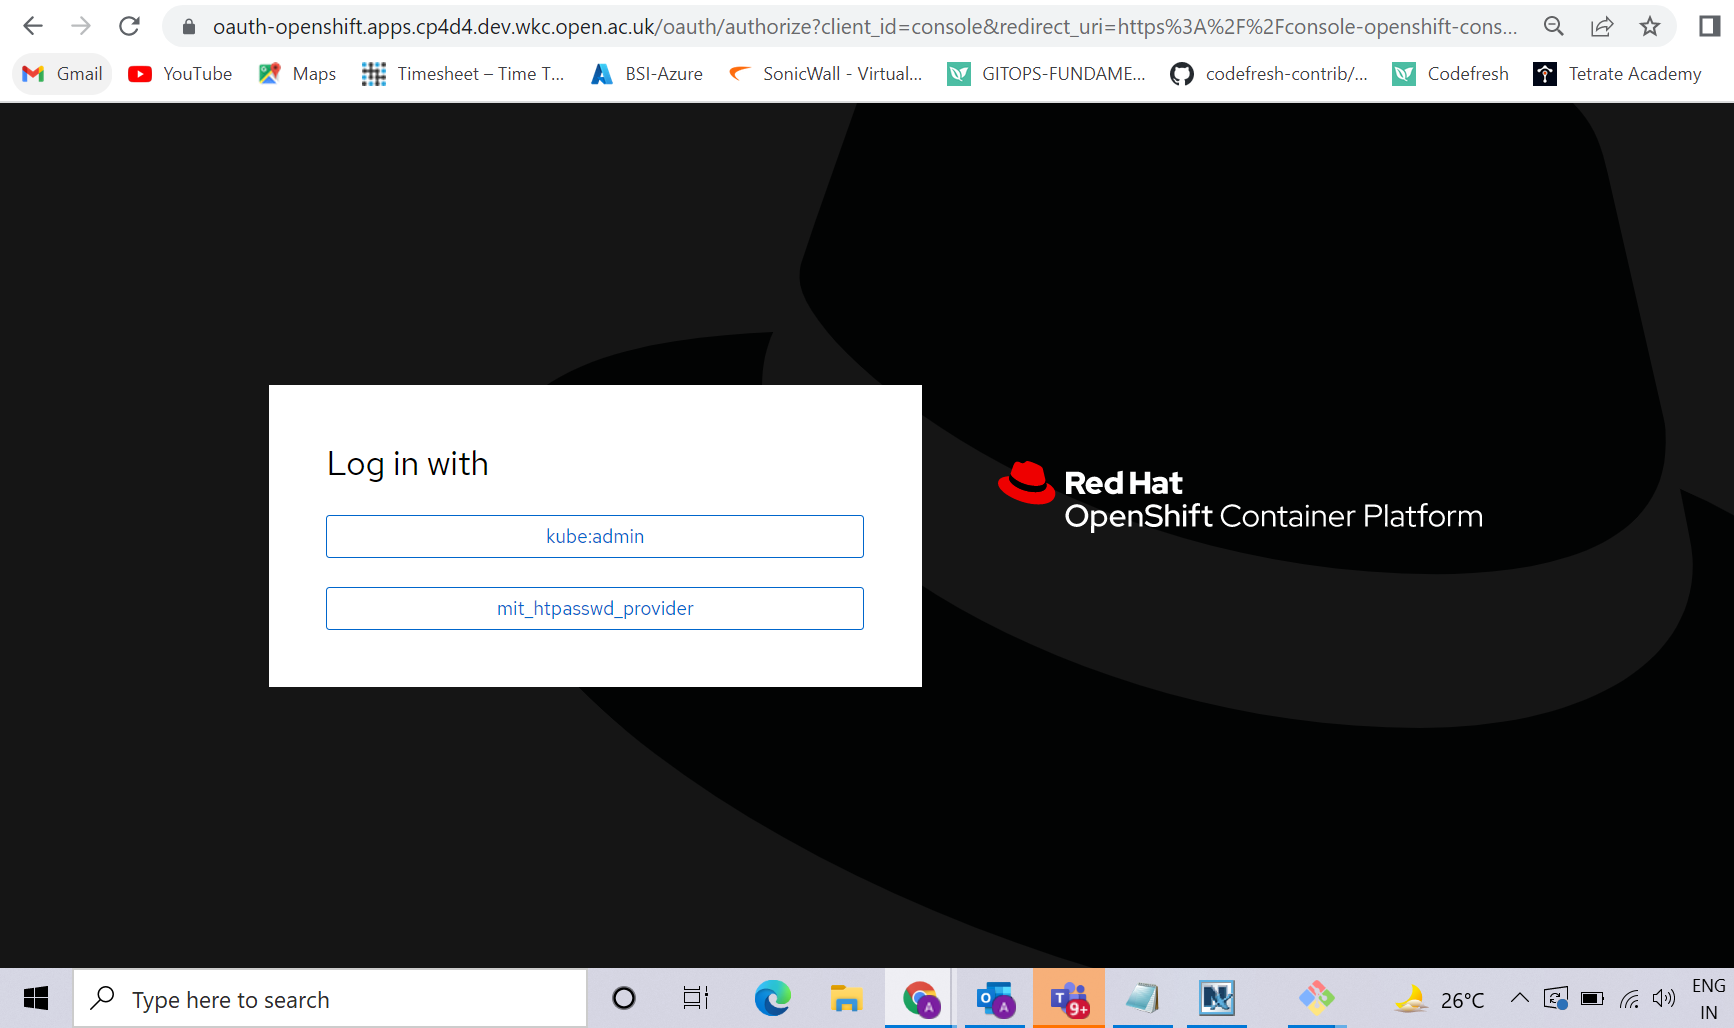 oauth-openshift.apps.cp4d4.dev.wkc.open.ac.uk/oauth/authorize?client_id=console&redirect_uri=https%3A%2F%2Fconsole-openshift-cons...
Gmail YouTube Maps Timesheet – Time T... BSI-Azure SonicWall - Virtual... GITOPS-FUNDAME... codefresh-contrib/... Codefresh Tetrate Academy
Log in with
kube:admin
mit_htpasswd_provider
Red Hat
OpenShift Container Platform
Type here to search
A
A
9+
26°C
ENG
IN